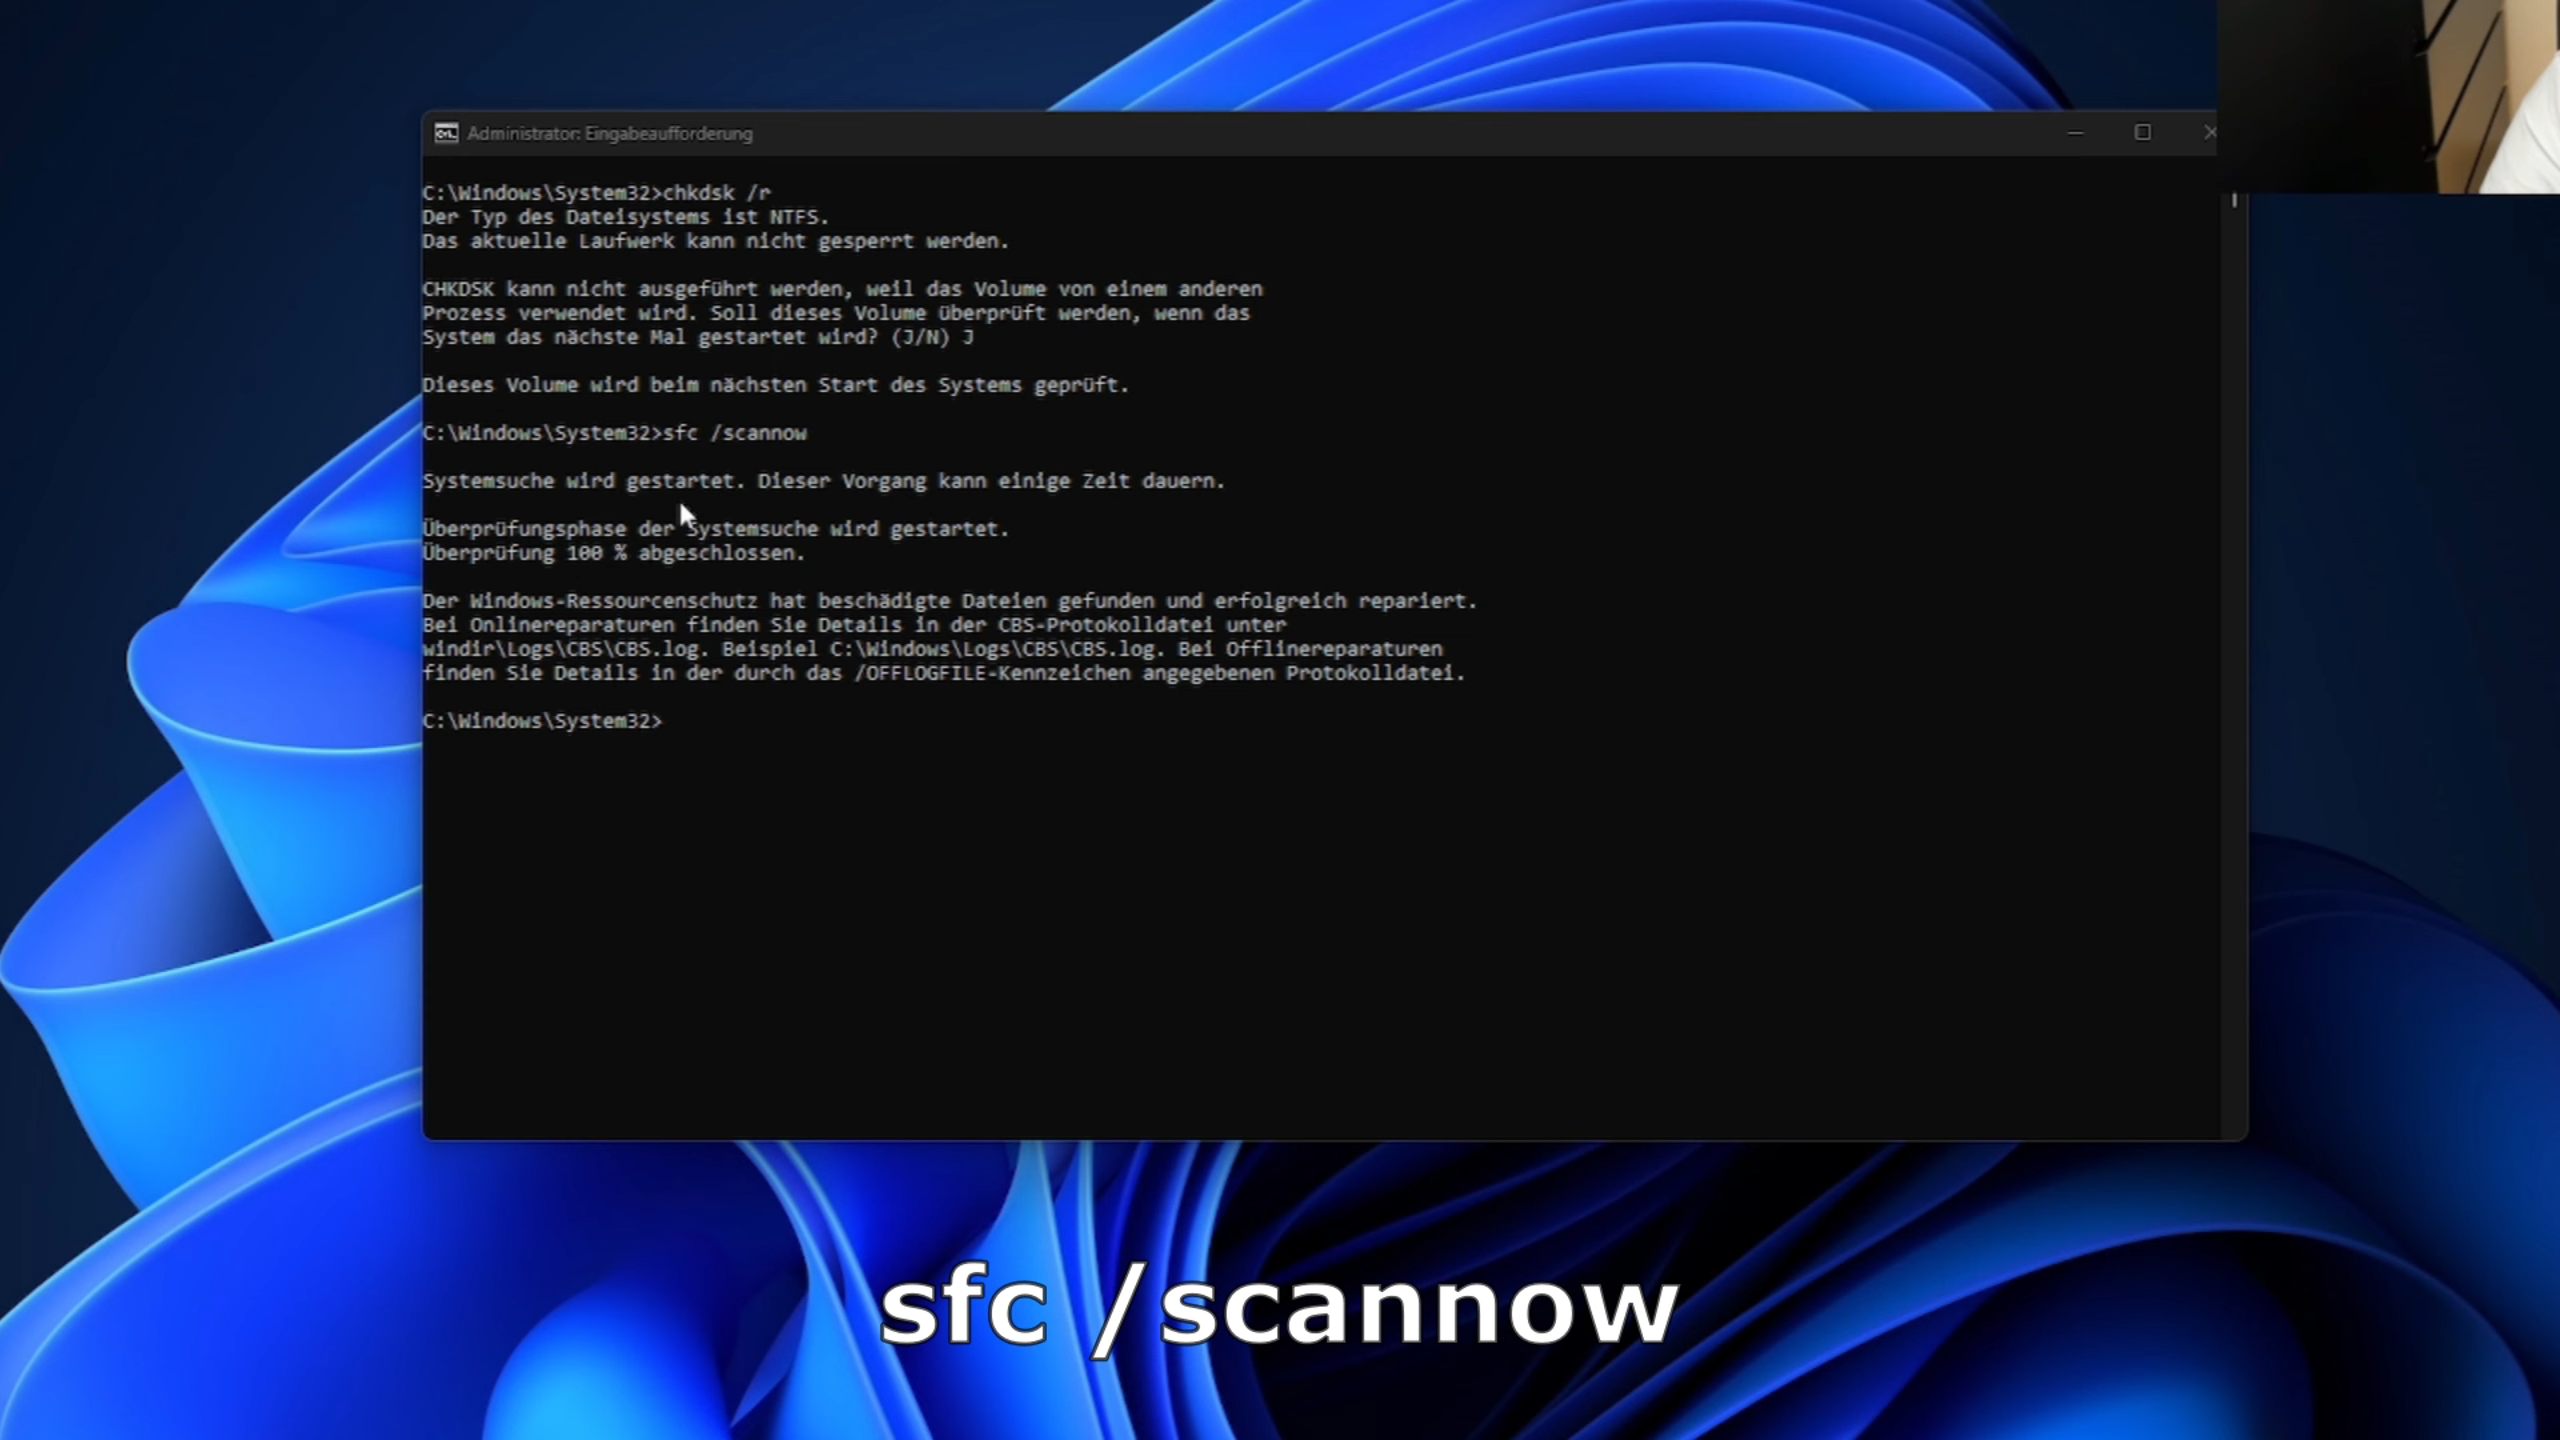 Administrator: Eingabeaufforderung
C:\Windows\System32>chkdsk /r
Der Typ des Dateisystems ist NTFS.
Das aktuelle Laufwerk kann nicht gesperrt werden.
CHKDSK kann nicht ausgeführt werden, weil das Volume von einem anderen
Prozess verwendet wird. Soll dieses Volume überprüft werden, wenn das
System das nächste Mal gestartet wird? (J/N) J
Dieses Volume wird beim nächsten Start des Systems geprüft.
C:\Windows\System32>sfc /scannow
Systemsuche wird gestartet. Dieser Vorgang kann einige Zeit dauern.
Überprüfungsphase der Systemsuche wird gestartet.
Überprüfung 100 % abgeschlossen.
Der Windows-Ressourcenschutz hat beschädigte Dateien gefunden und erfolgreich repariert.
Bei Onlinereparaturen finden Sie Details in der CBS-Protokolldatei unter
windir\Logs\CBS\CBS.log. Beispiel C:\Windows\Logs\CBS\CBS.log. Bei Offlinereparaturen
finden Sie Details in der durch das /OFFLOGFILE-Kennzeichen angegebenen Protokolldatei.
C:\Windows\System32>
sfc /scannow